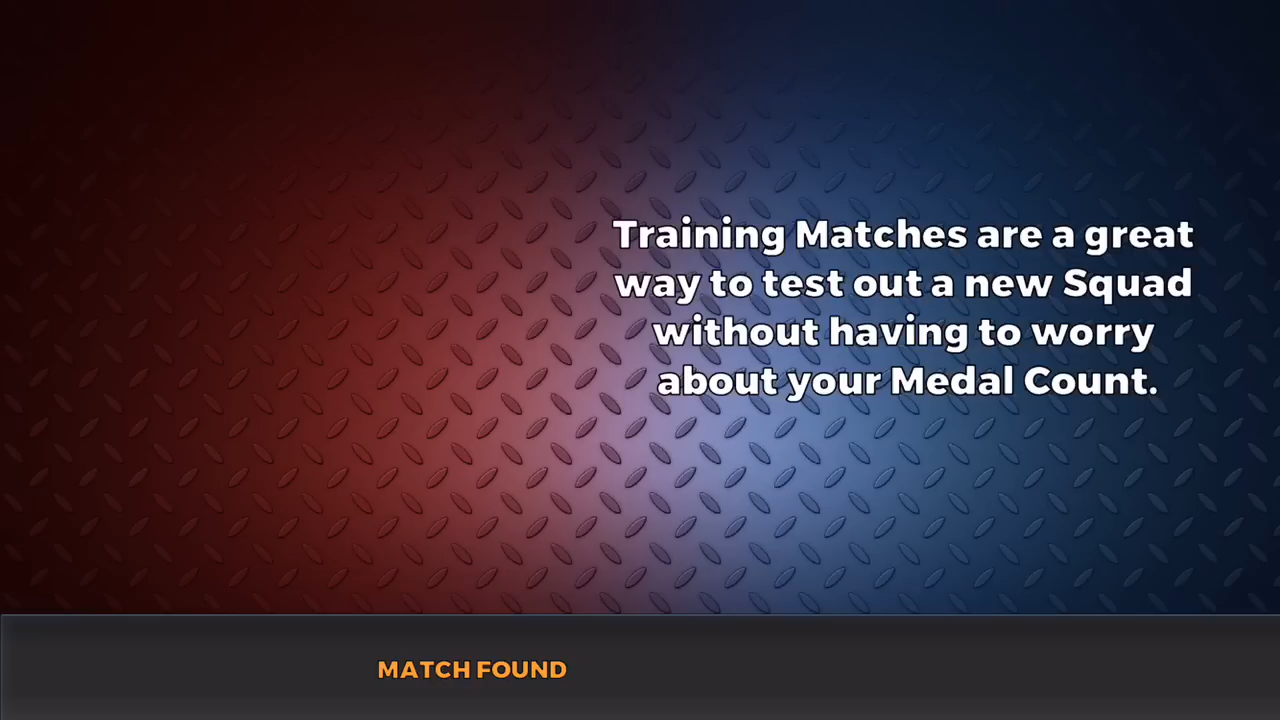 Training Matches are a great
way to test out a new Squad
without having to worry
about your Medal Count.
MATCH FOUND